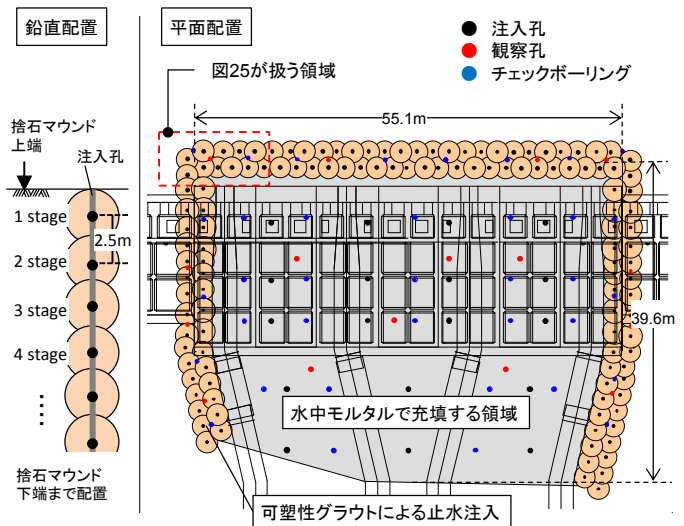 鉛直配置
平面配置
注入孔
観察孔
チェックボーリング
図25が扱う領域
55.1m
捨石マウンド
上端
注入孔
1 stage
2.5m
2 stage
3 stage
4 stage
39.6m
水中モルタルで充填する領域
捨石マウンド
下端まで配置
可塑性グラウトによる止水注入